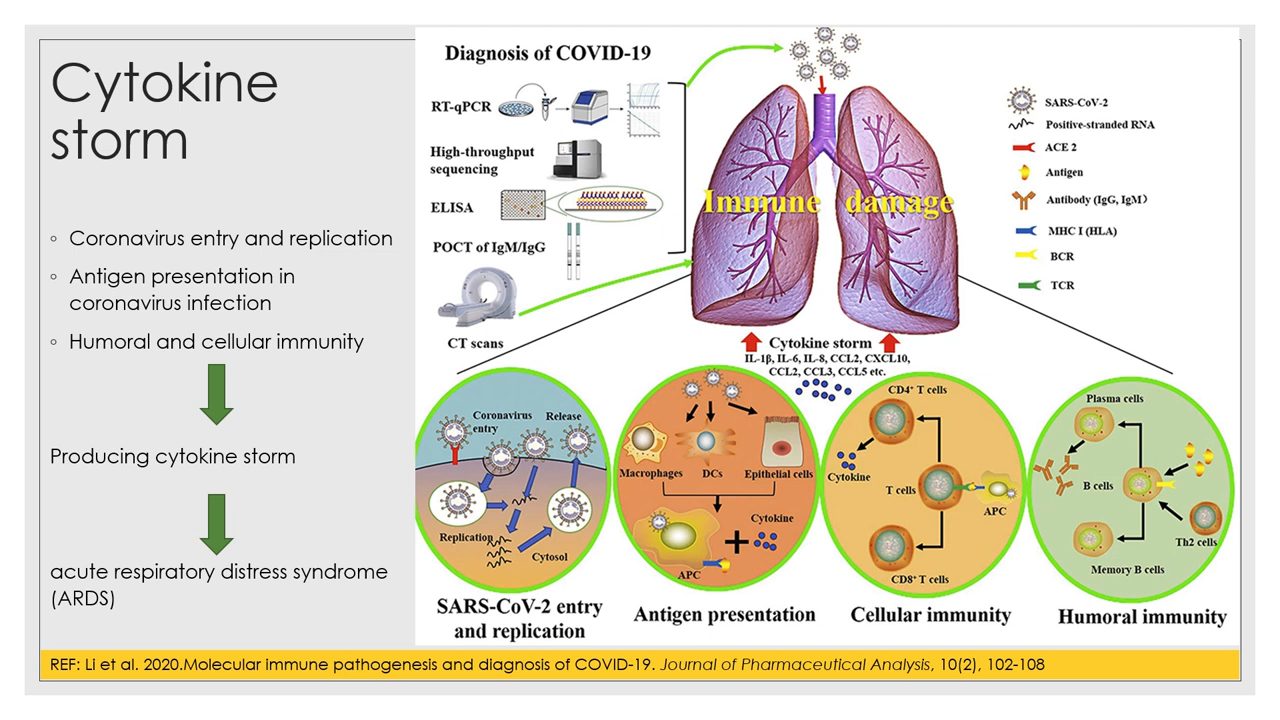 Cytokine
storm
◦ Coronavirus entry and replication
◦ Antigen presentation in
coronavirus infection
◦ Humoral and cellular immunity
Producing cytokine storm
acute respiratory distress syndrome
(ARDS)
Diagnosis of COVID-19
RT-qPCR
High-throughput
sequencing
ELISA
POCT of IgM/IgG
CT scans
Immune damage
SARS-CoV-2
Positive-stranded RNA
ACE 2
Antigen
Antibody (IgG, IgM)
MHC I (HLA)
BCR
TCR
Cytokine storm
IL-1β, IL-6, IL-8, CCL2, CXCL10,
CCL2, CCL3, CCL5 etc.
Coronavirus
entry
Release
Replication
Cytosol
SARS-CoV-2 entry
and replication
Macrophages
DCs
Epithelial cells
Cytokine
APC
Antigen presentation
CD4⁺ T cells
Cytokine
T cells
APC
CD8⁺ T cells
Cellular immunity
Plasma cells
B cells
Th2 cells
Memory B cells
Humoral immunity
REF: Li et al. 2020.Molecular immune pathogenesis and diagnosis of COVID-19. Journal of Pharmaceutical Analysis, 10(2), 102-108